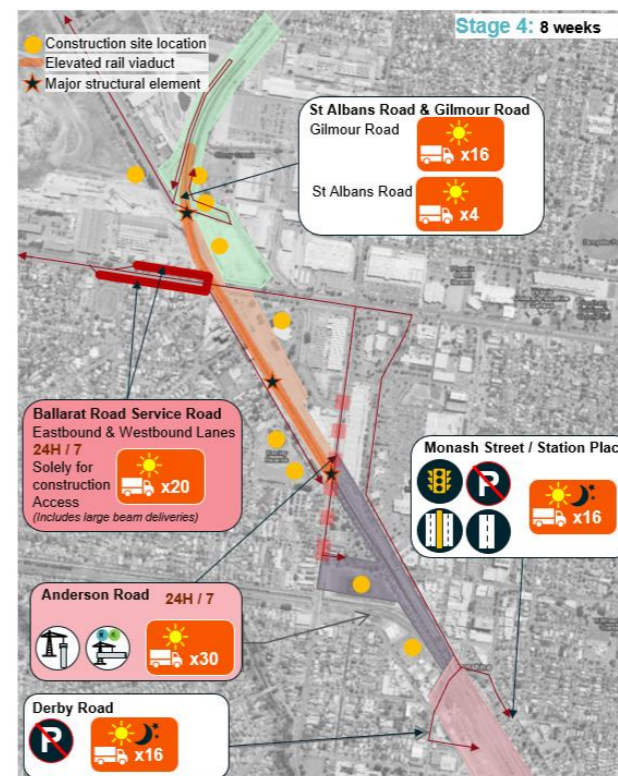 Stage 4: 8 weeks
Construction site location
Elevated rail viaduct
Major structural element
St Albans Road & Gilmour Road
Gilmour Road
x16
St Albans Road
x4
Ballarat Road Service Road
Eastbound & Westbound Lanes
24H / 7
Solely for
construction
Access
x20
(Includes large beam deliveries)
Monash Street / Station Place
P
x16
Anderson Road 24H / 7
x30
Derby Road
P
x16